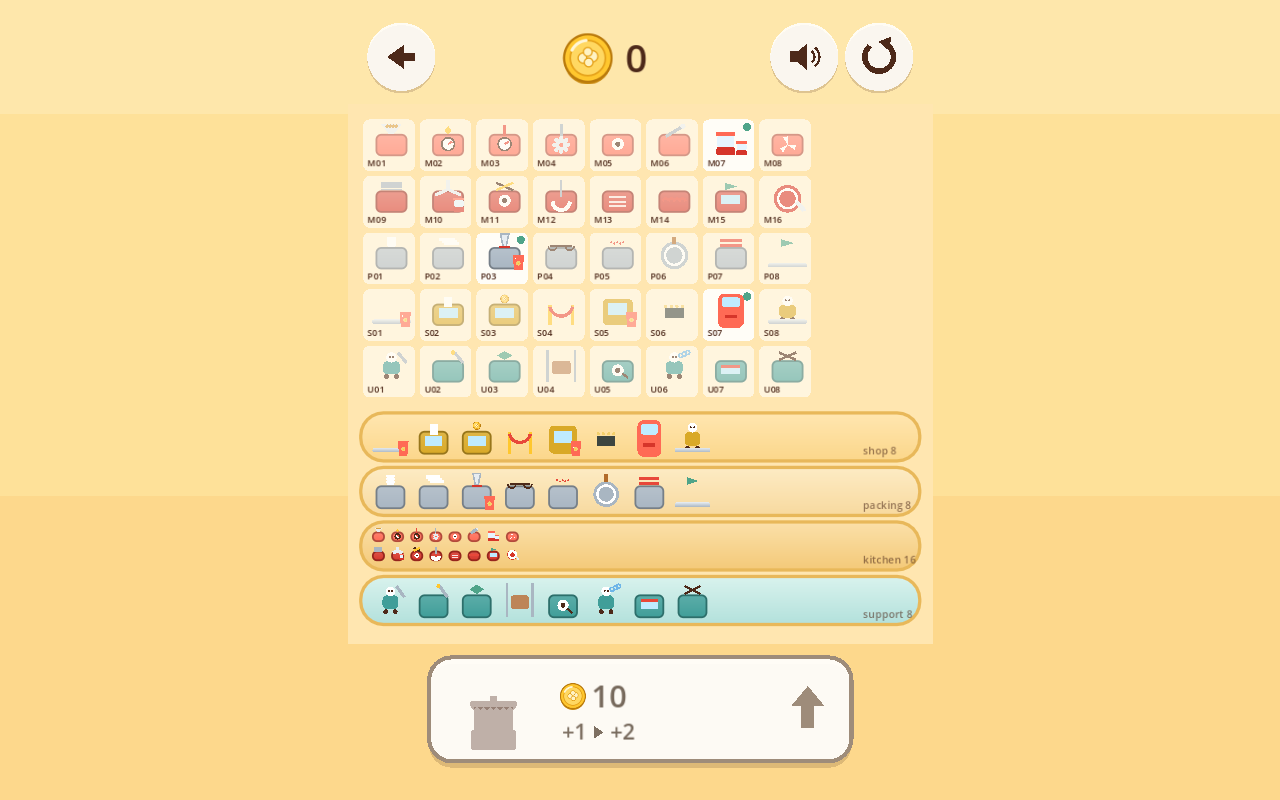 0
M01 M02 M03 M04 M05 M06 M07 M08
M09 M10 M11 M12 M13 M14 M15 M16
P01 P02 P03 P04 P05 P06 P07 P08
S01 S02 S03 S04 S05 S06 S07 S08
U01 U02 U03 U04 U05 U06 U07 U08
shop 8
packing 8
kitchen 16
support 8
10
+1 +2